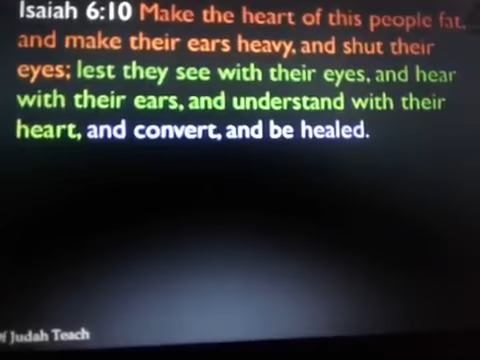 Isaiah 6:10 Make the heart of this people fat,
and make their ears heavy, and shut their
eyes; lest they see with their eyes, and hear
with their ears, and understand with their
heart, and convert, and be healed.
Of Judah Teach